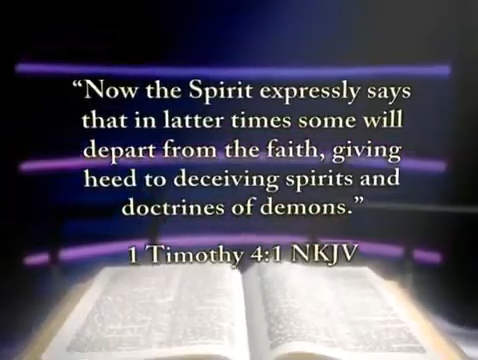 “Now the Spirit expressly says
that in latter times some will
depart from the faith, giving
heed to deceiving spirits and
doctrines of demons.”
1 Timothy 4:1 NKJV